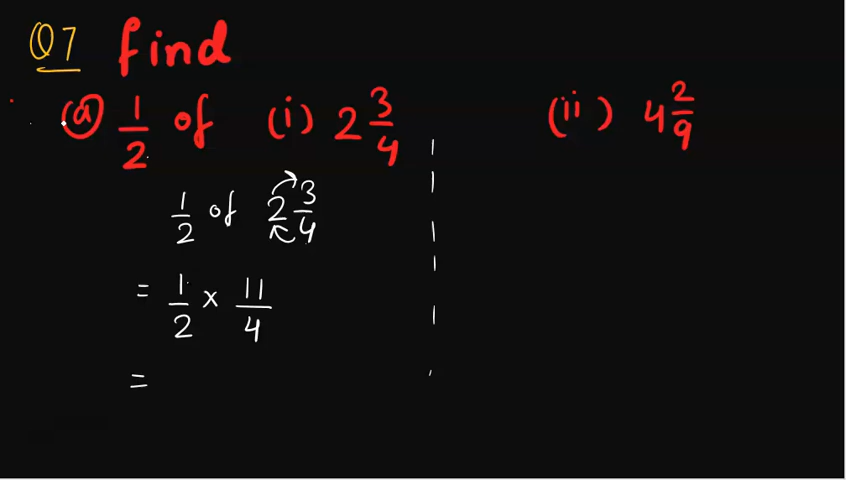 Q7 find
(a) 1/2 of (i) 2 3/4 (ii) 4 2/9
1/2 of 2 3/4
= 1/2 × 11/4
=